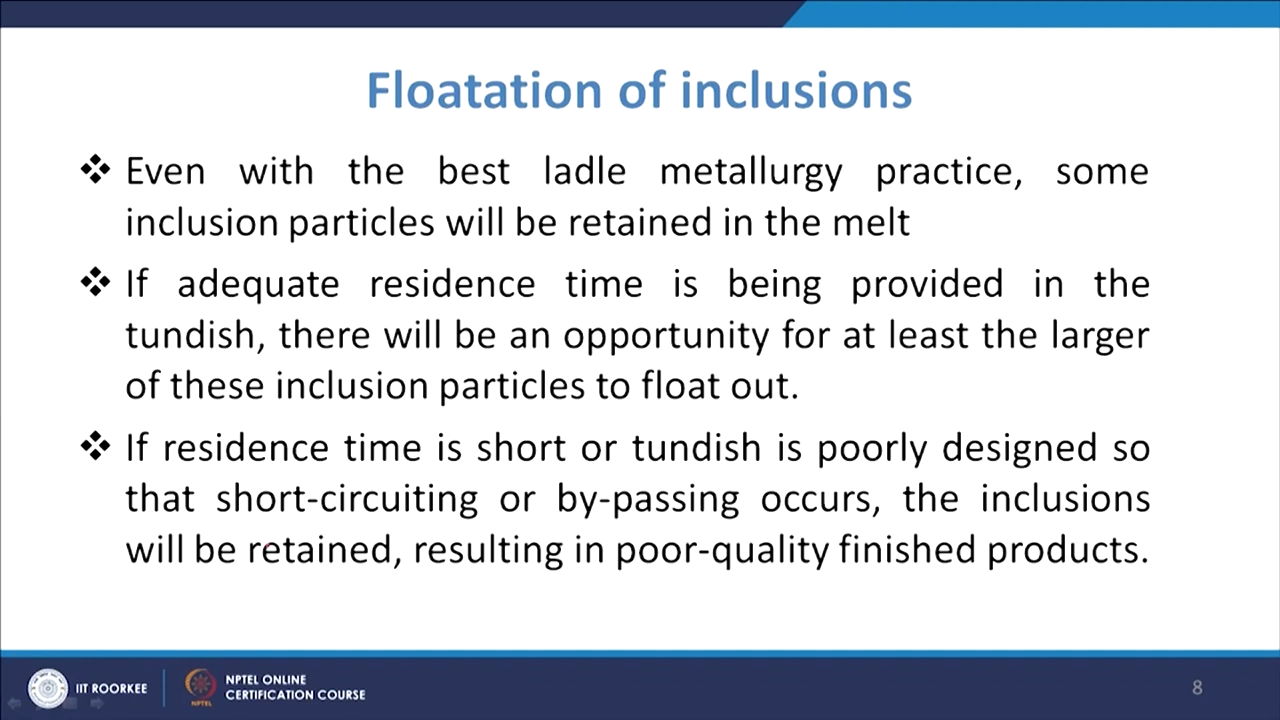 Floatation of inclusions
❖ Even with the best ladle metallurgy practice, some
inclusion particles will be retained in the melt
❖ If adequate residence time is being provided in the
tundish, there will be an opportunity for at least the larger
of these inclusion particles to float out.
❖ If residence time is short or tundish is poorly designed so
that short-circuiting or by-passing occurs, the inclusions
will be retained, resulting in poor-quality finished products.
IIT ROORKEE
NPTEL
NPTEL ONLINE
CERTIFICATION COURSE
8